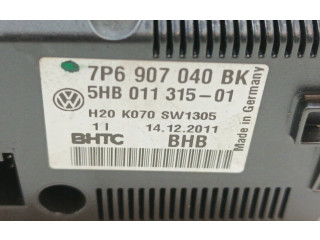 7P6 907 040 BK
5HB 011 315-01
H20 K070 SW1305
1I 14.12.2011
BHTC BHB
Made in Germany